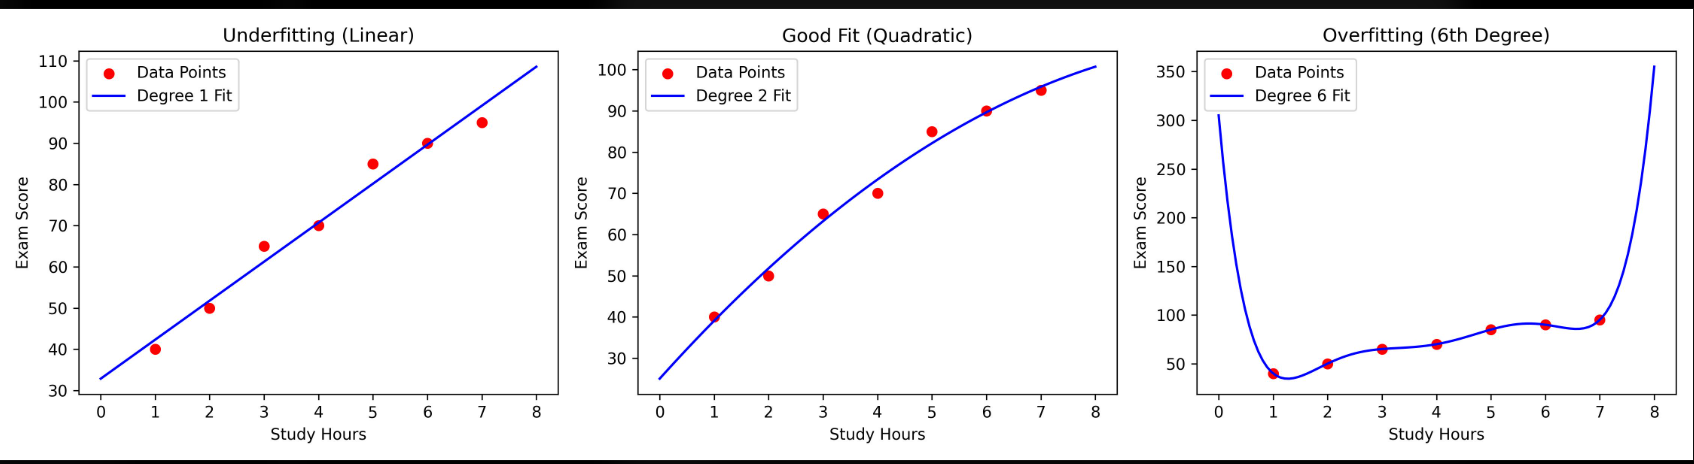 Underfitting (Linear)
110
100
90
80
70
60
50
40
30
Exam Score
Data Points
Degree 1 Fit
0 1 2 3 4 5 6 7 8
Study Hours
Good Fit (Quadratic)
100
90
80
70
60
50
40
30
Exam Score
Data Points
Degree 2 Fit
0 1 2 3 4 5 6 7 8
Study Hours
Overfitting (6th Degree)
350
300
250
200
150
100
50
Exam Score
Data Points
Degree 6 Fit
0 1 2 3 4 5 6 7 8
Study Hours